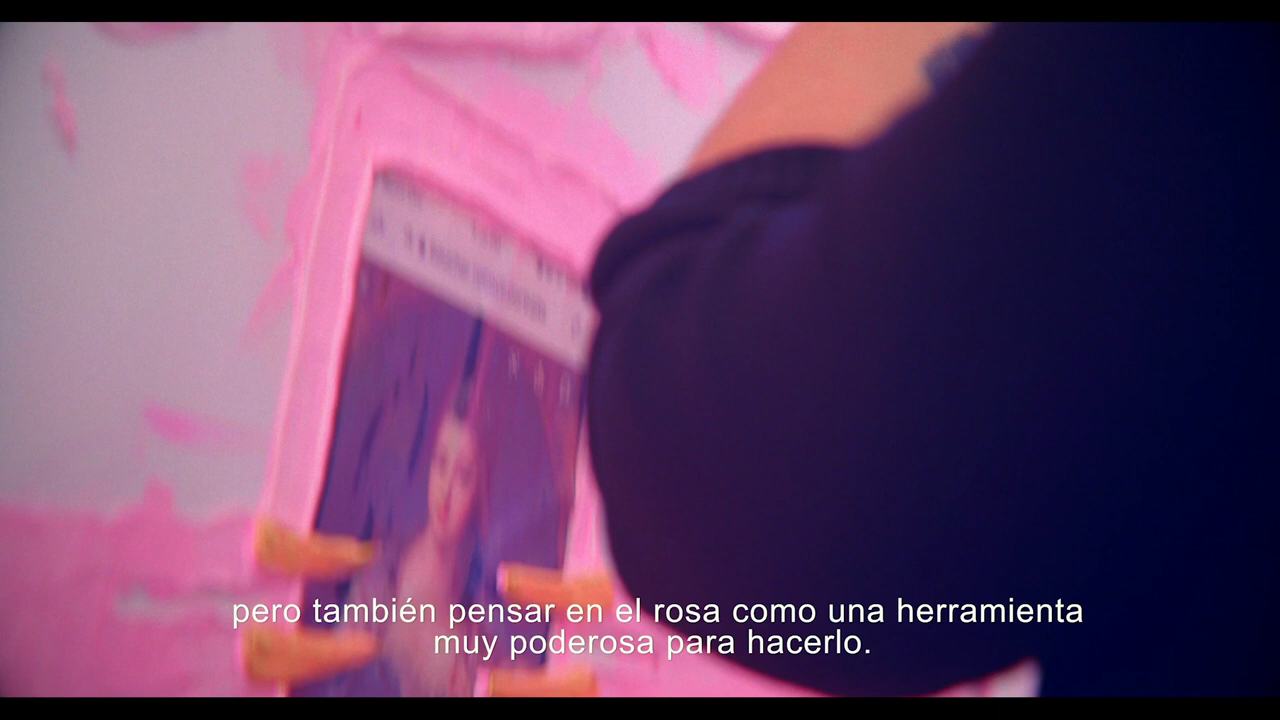 pero también pensar en el rosa como una herramienta
muy poderosa para hacerlo.